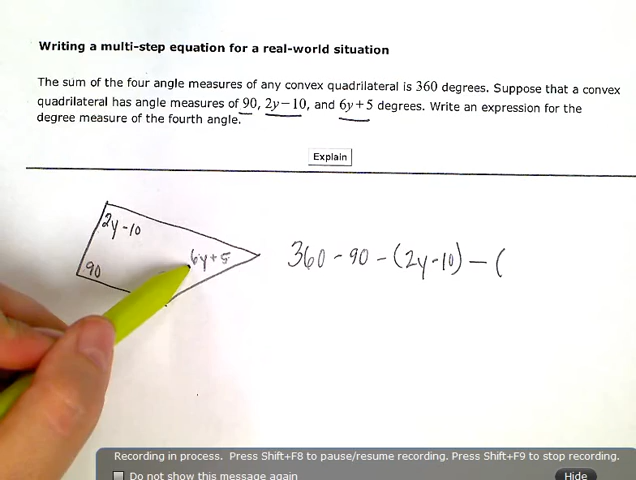 Writing a multi-step equation for a real-world situation
The sum of the four angle measures of any convex quadrilateral is 360 degrees. Suppose that a convex
quadrilateral has angle measures of 90, 2y−10, and 6y+5 degrees. Write an expression for the
degree measure of the fourth angle.
Explain
2y-10
6y+5
90
360 - 90 - (2y-10) - (
Recording in process. Press Shift+F8 to pause/resume recording. Press Shift+F9 to stop recording.
Do not show this message again
Hide